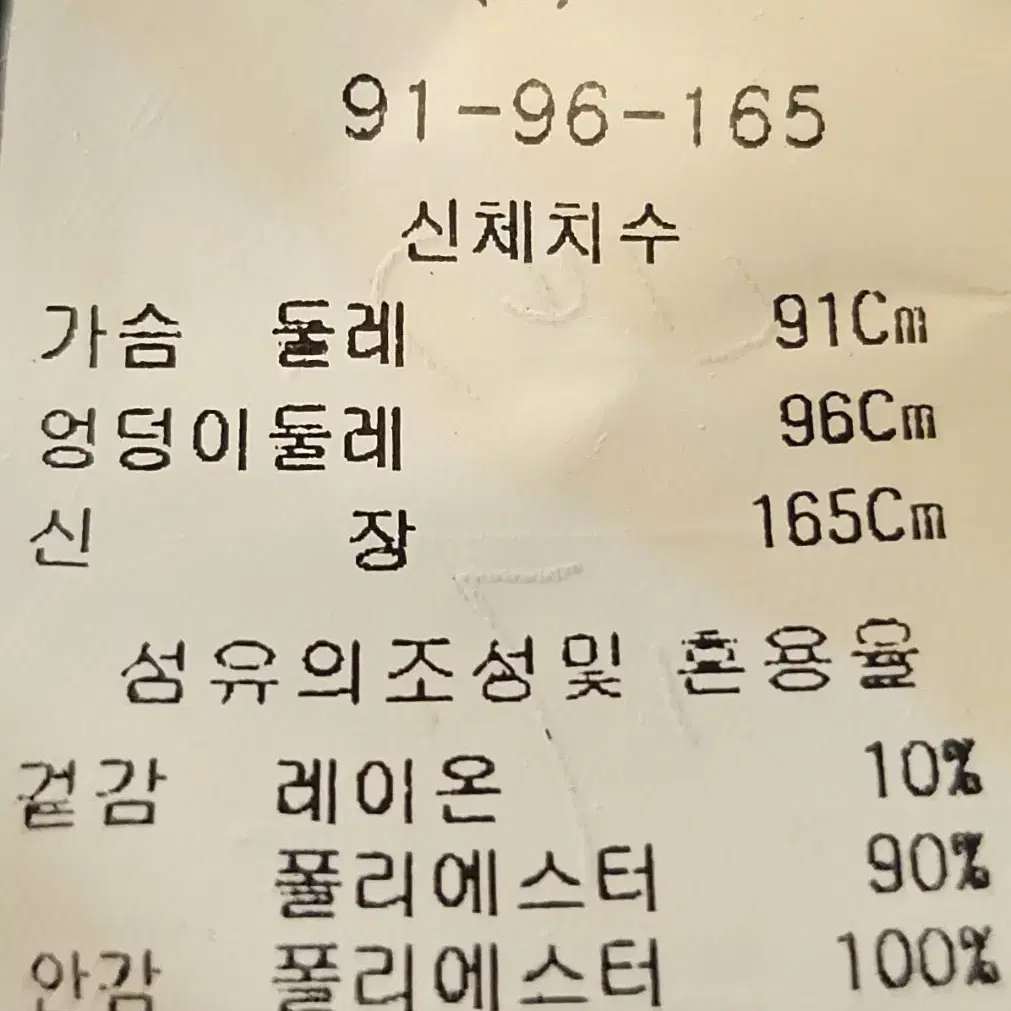 91-96-165
신체치수
가슴 둘레 91Cm
엉덩이둘레 96Cm
신 장 165Cm
섬유의조성및 혼용율
겉감 레이온 10%
폴리에스터 90%
안감 폴리에스터 100%